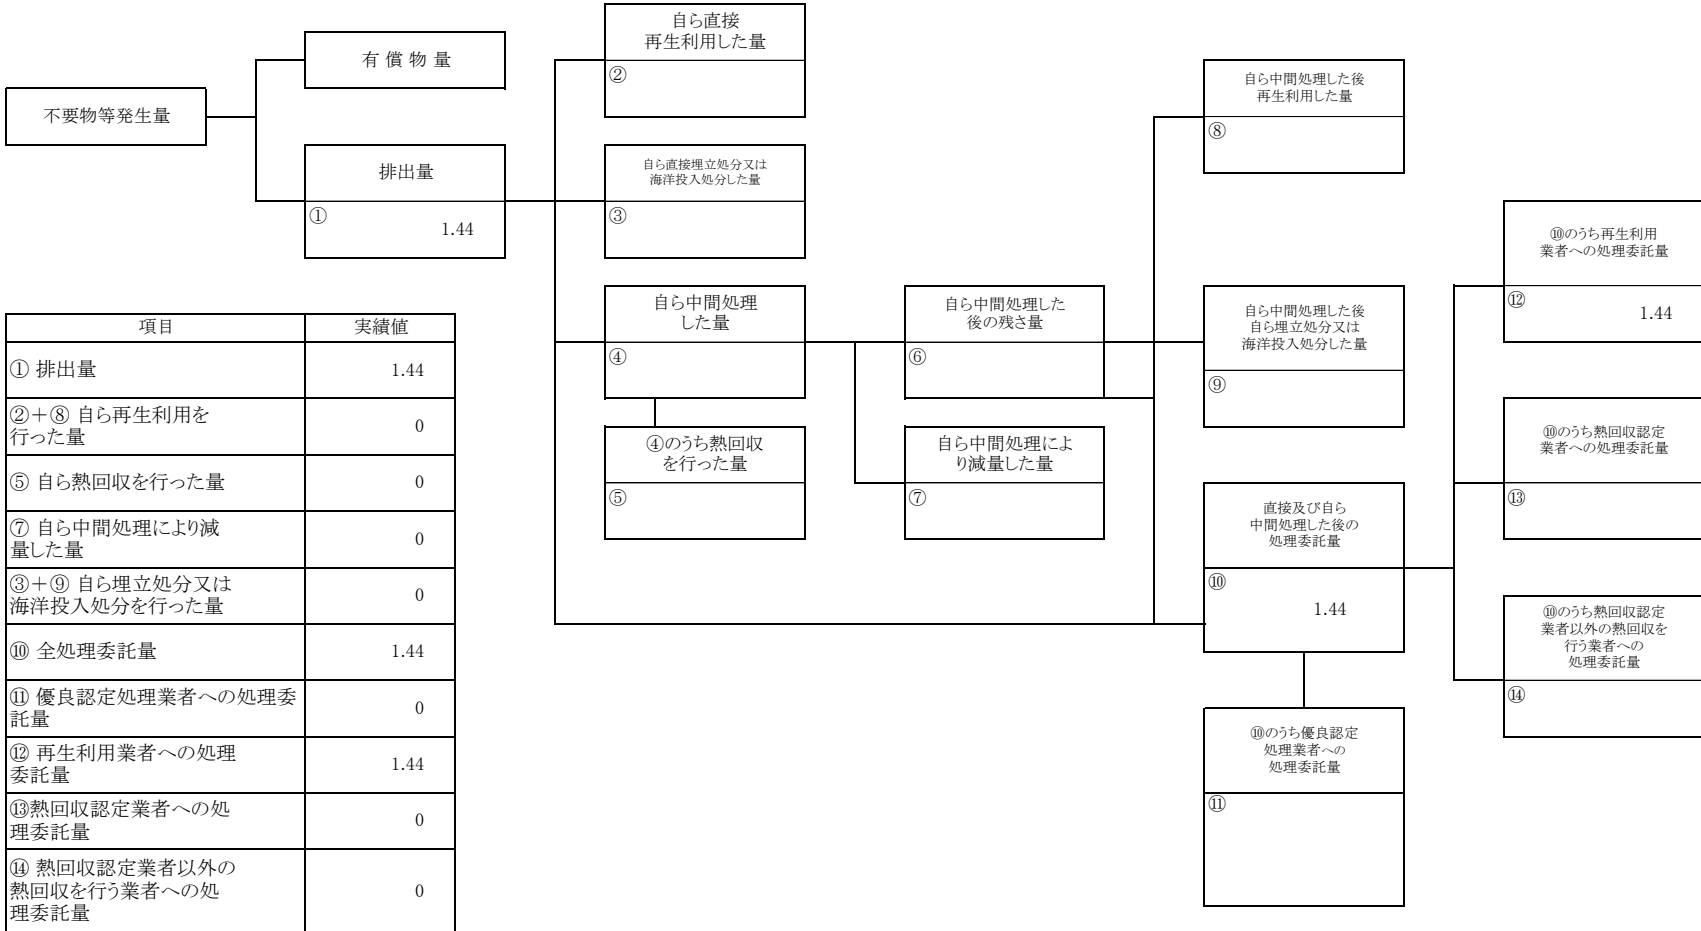 不要物等発生量
有 償 物 量
排出量
①
1.44
自ら直接
再生利用した量
②
自ら直接埋立処分又は
海洋投入処分した量
③
自ら中間処理
した量
④
④のうち熱回収
を行った量
⑤
自ら中間処理した
後の残さ量
⑥
自ら中間処理によ
り減量した量
⑦
自ら中間処理した後
再生利用した量
⑧
自ら中間処理した後
自ら埋立処分又は
海洋投入処分した量
⑨
直接及び自ら
中間処理した後の
処理委託量
⑩
1.44
⑩のうち優良認定
処理業者への
処理委託量
⑪
⑩のうち再生利用
業者への処理委託量
⑫
1.44
⑩のうち熱回収認定
業者への処理委託量
⑬
⑩のうち熱回収認定
業者以外の熱回収を
行う業者への
処理委託量
⑭
項目 実績値
① 排出量 1.44
②+⑧ 自ら再生利用を
行った量 0
⑤ 自ら熱回収を行った量 0
⑦ 自ら中間処理により減
量した量 0
③+⑨ 自ら埋立処分又は
海洋投入処分を行った量 0
⑩ 全処理委託量 1.44
⑪ 優良認定処理業者への処理委
託量 0
⑫ 再生利用業者への処理
委託量 1.44
⑬熱回収認定業者への処
理委託量 0
⑭ 熱回収認定業者以外の
熱回収を行う業者への処
理委託量 0